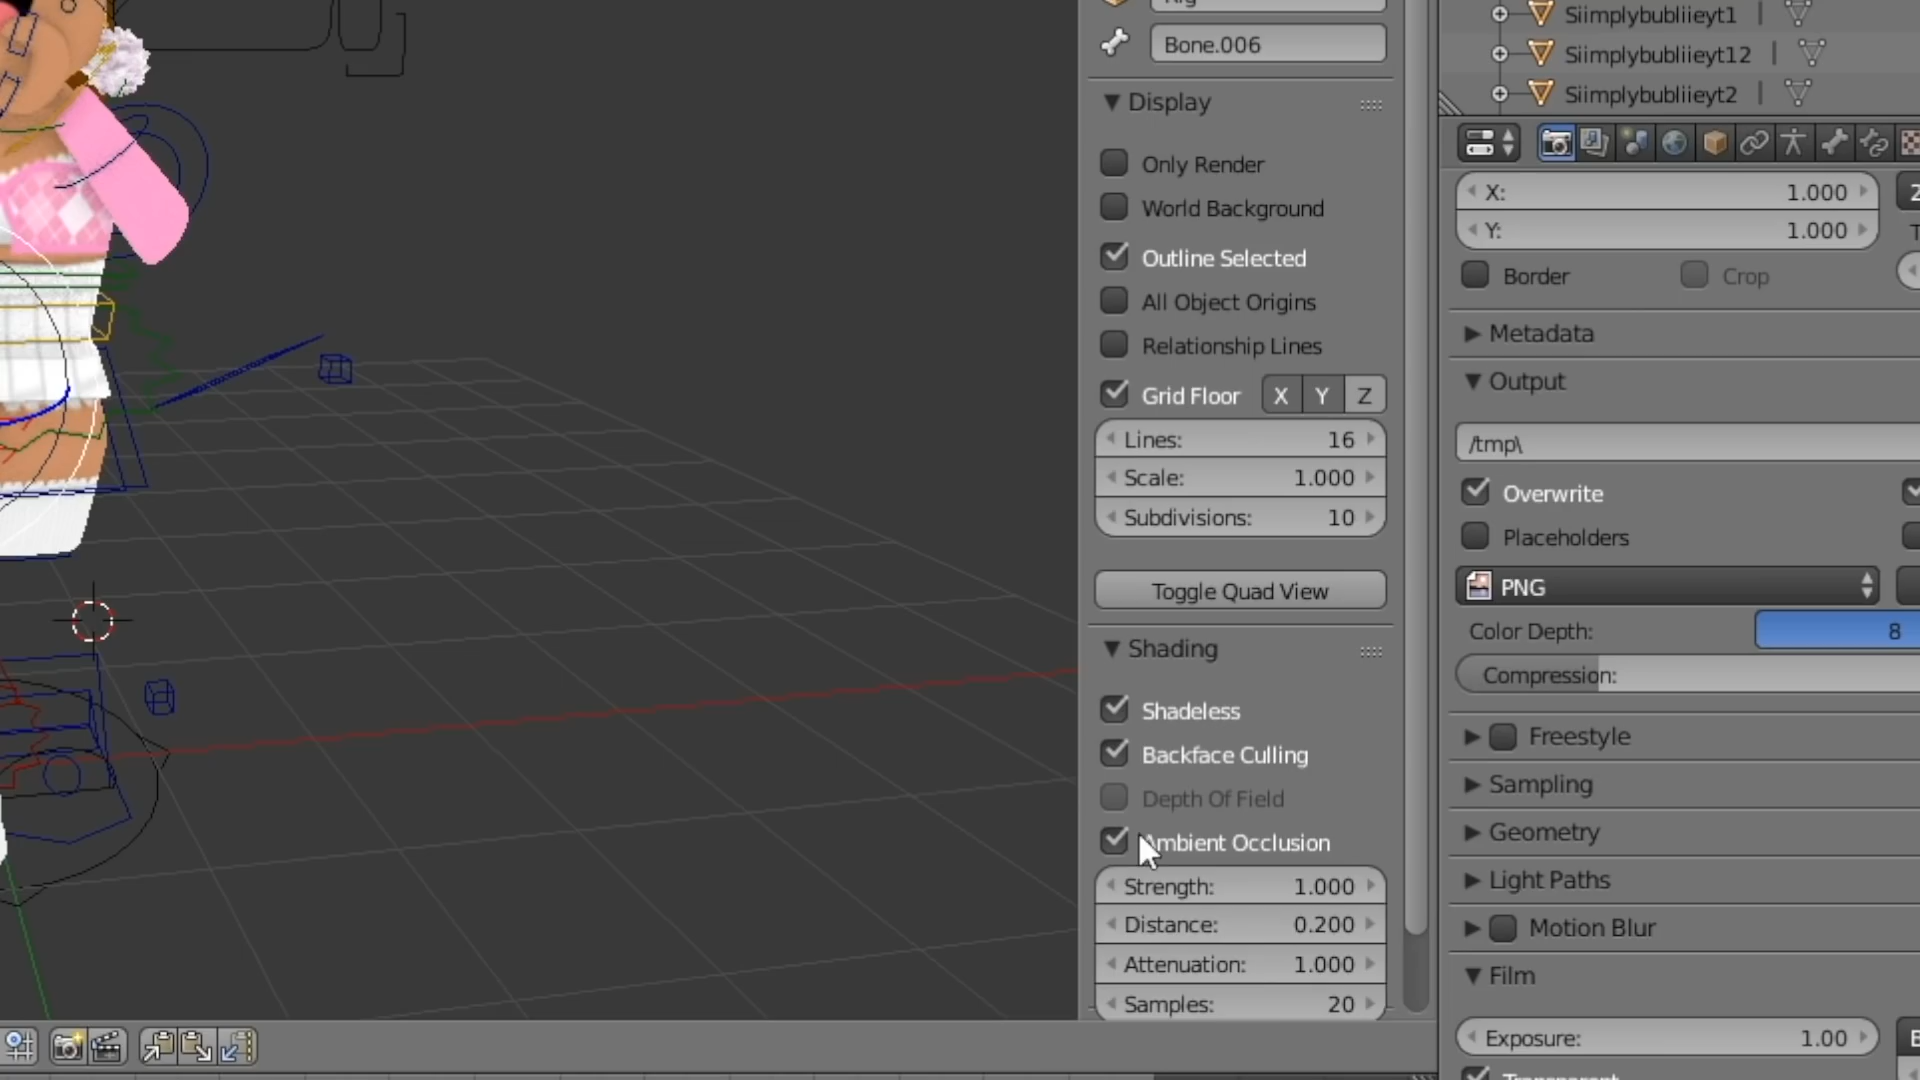 Bone.006
Display
Only Render
World Background
Outline Selected
All Object Origins
Relationship Lines
Grid Floor X Y Z
Lines: 16
Scale: 1.000
Subdivisions: 10
Toggle Quad View
Shading
Shadeless
Backface Culling
Depth Of Field
Ambient Occlusion
Strength: 1.000
Distance: 0.200
Attenuation: 1.000
Samples: 20
Siimplybubliieyt1
Siimplybubliieyt12
Siimplybubliieyt2
X: 1.000
Y: 1.000
Border Crop
Metadata
Output
/tmp\
Overwrite
Placeholders
PNG
Color Depth: 8
Compression:
Freestyle
Sampling
Geometry
Light Paths
Motion Blur
Film
Exposure: 1.00